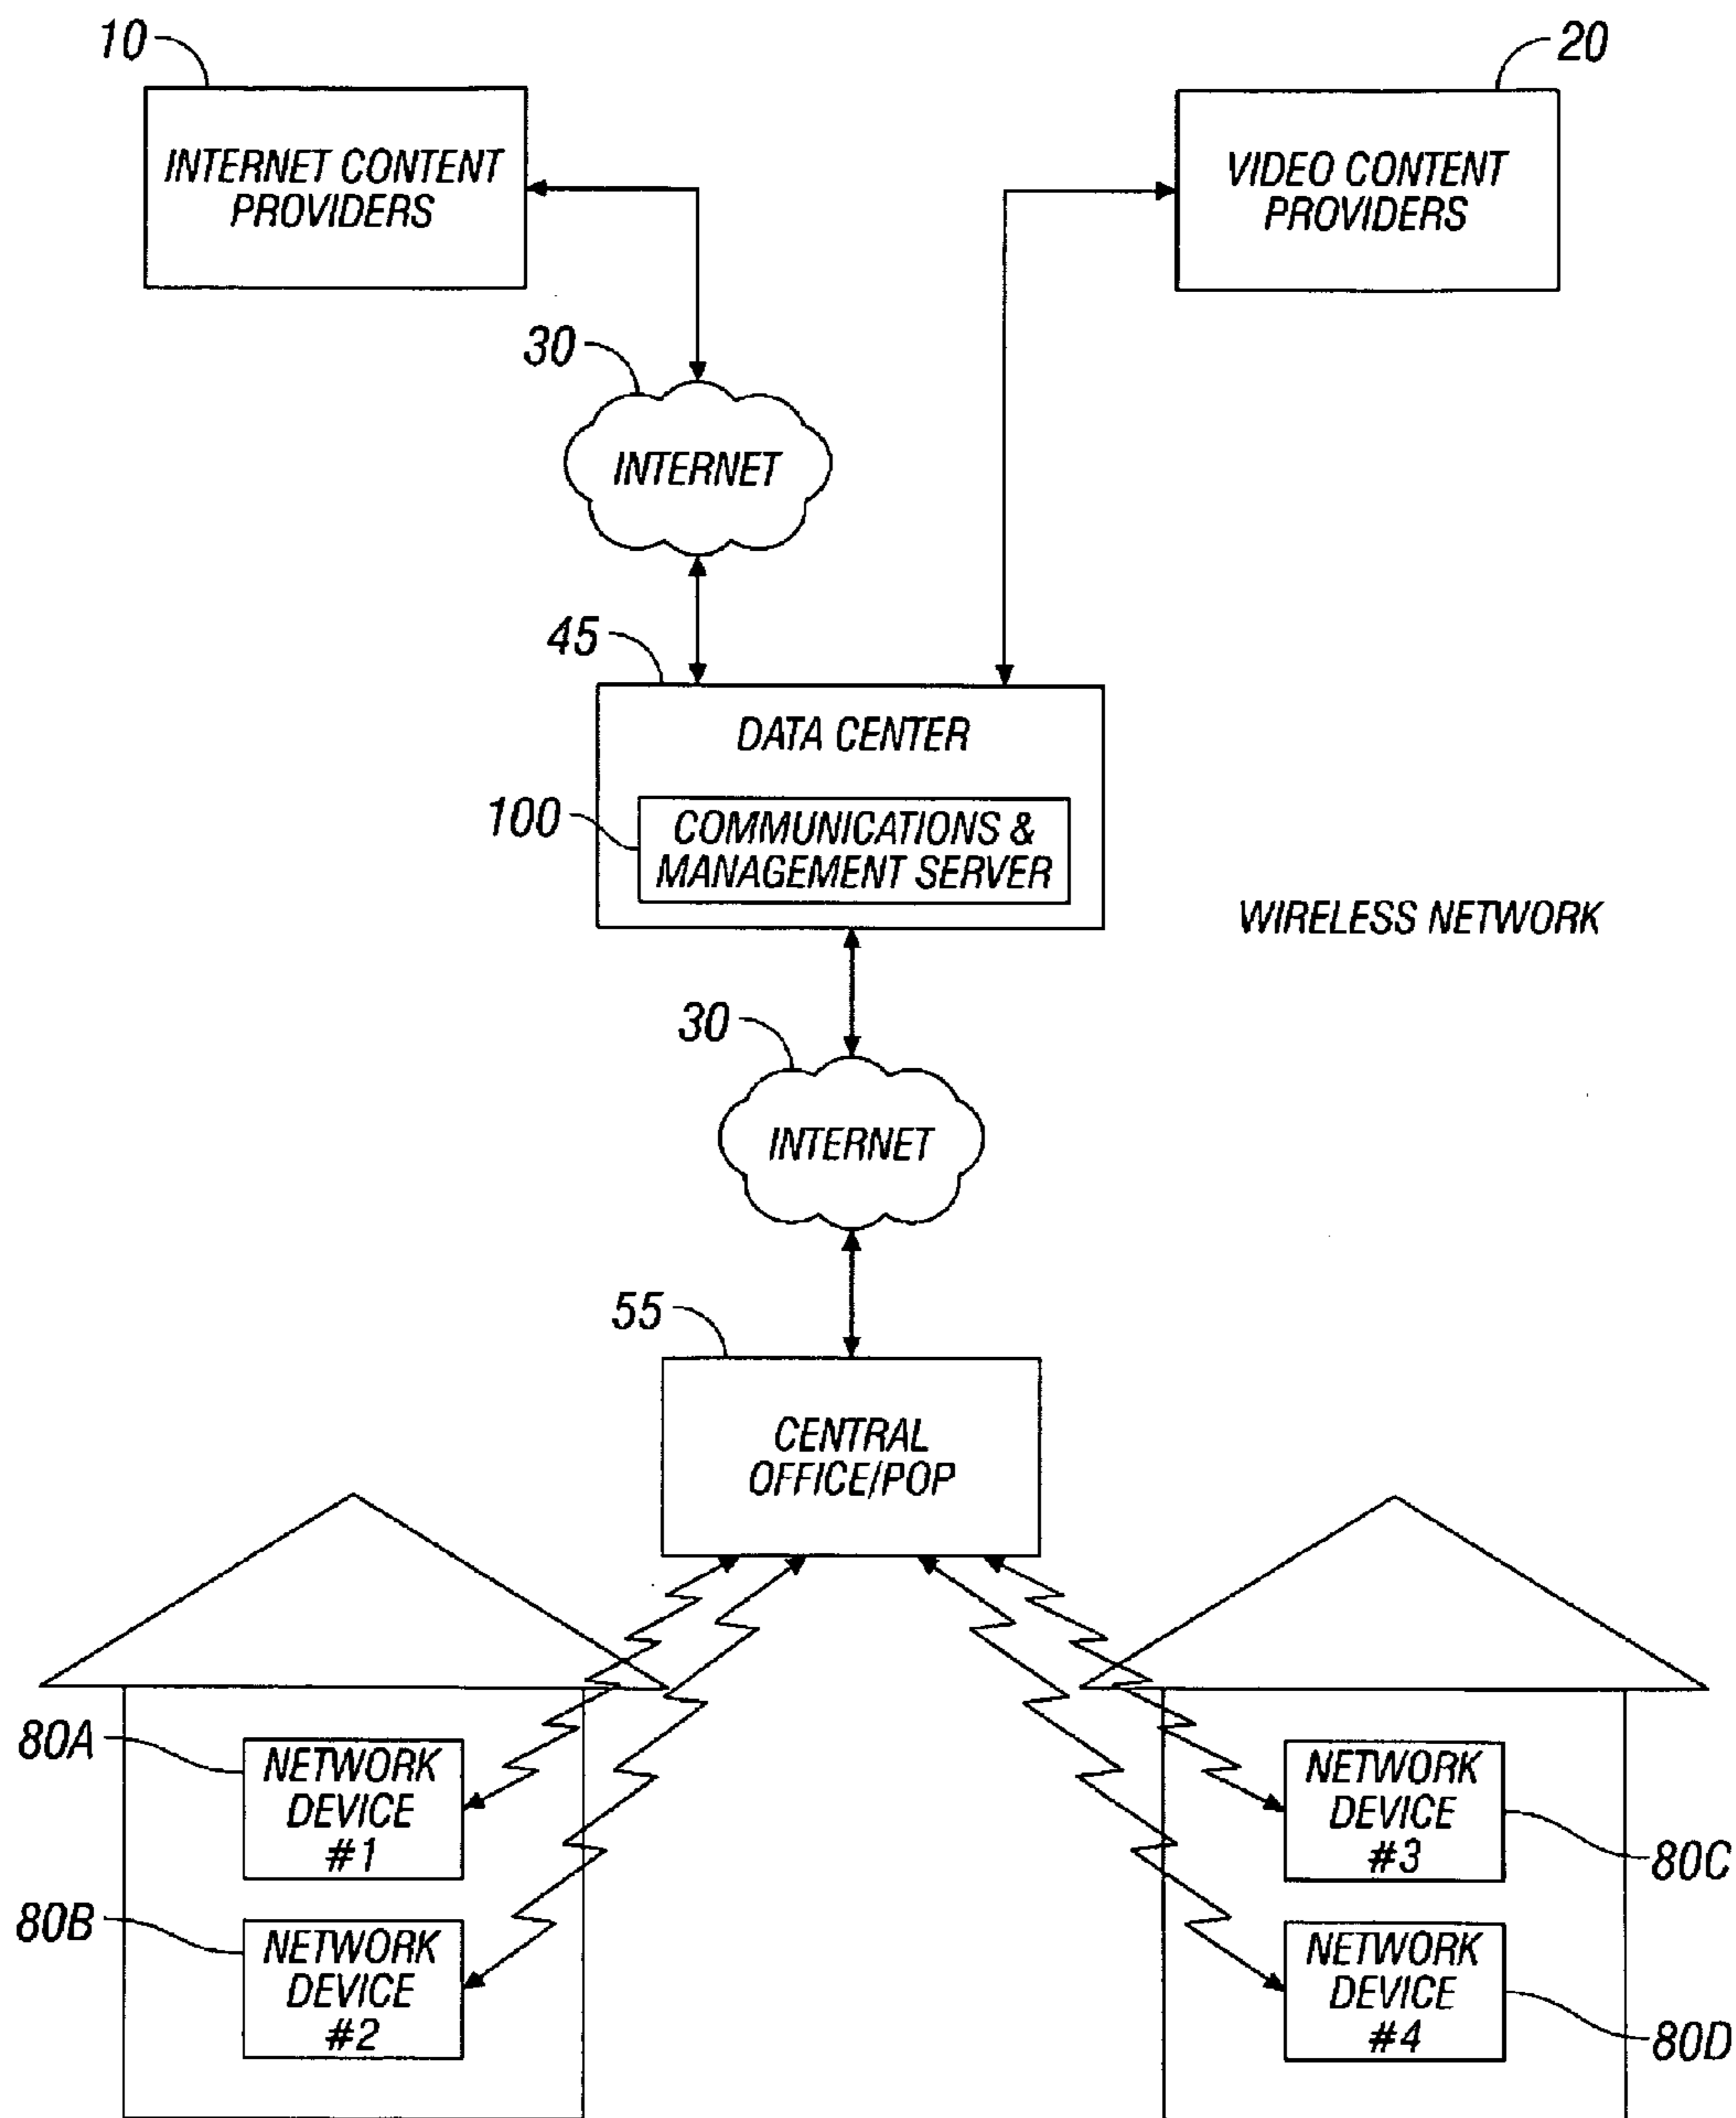 10
20
INTERNET CONTENT
PROVIDERS
VIDEO CONTENT
PROVIDERS
30
INTERNET
45
DATA CENTER
100
COMMUNICATIONS &
MANAGEMENT SERVER
WIRELESS NETWORK
30
INTERNET
55
CENTRAL
OFFICE/POP
80A
NETWORK
DEVICE
#1
80B
NETWORK
DEVICE
#2
NETWORK
DEVICE
#3
80C
NETWORK
DEVICE
#4
80D